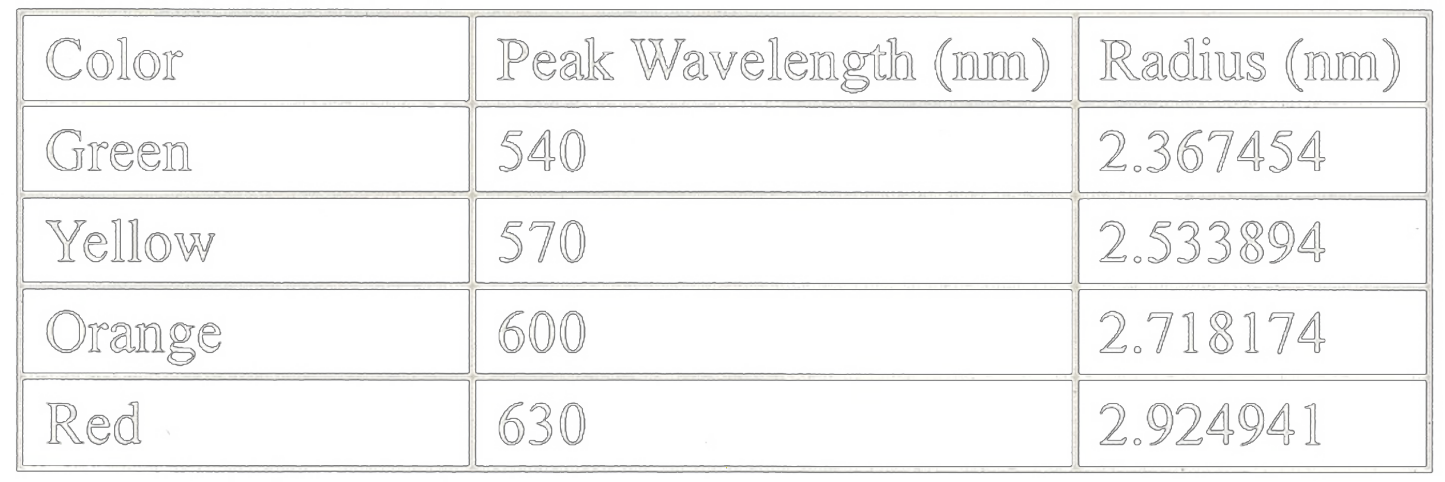 Color Peak Wavelength (nm) Radius (nm)
Green 540 2.367454
Yellow 570 2.533894
Orange 600 2.718174
Red 630 2.924941